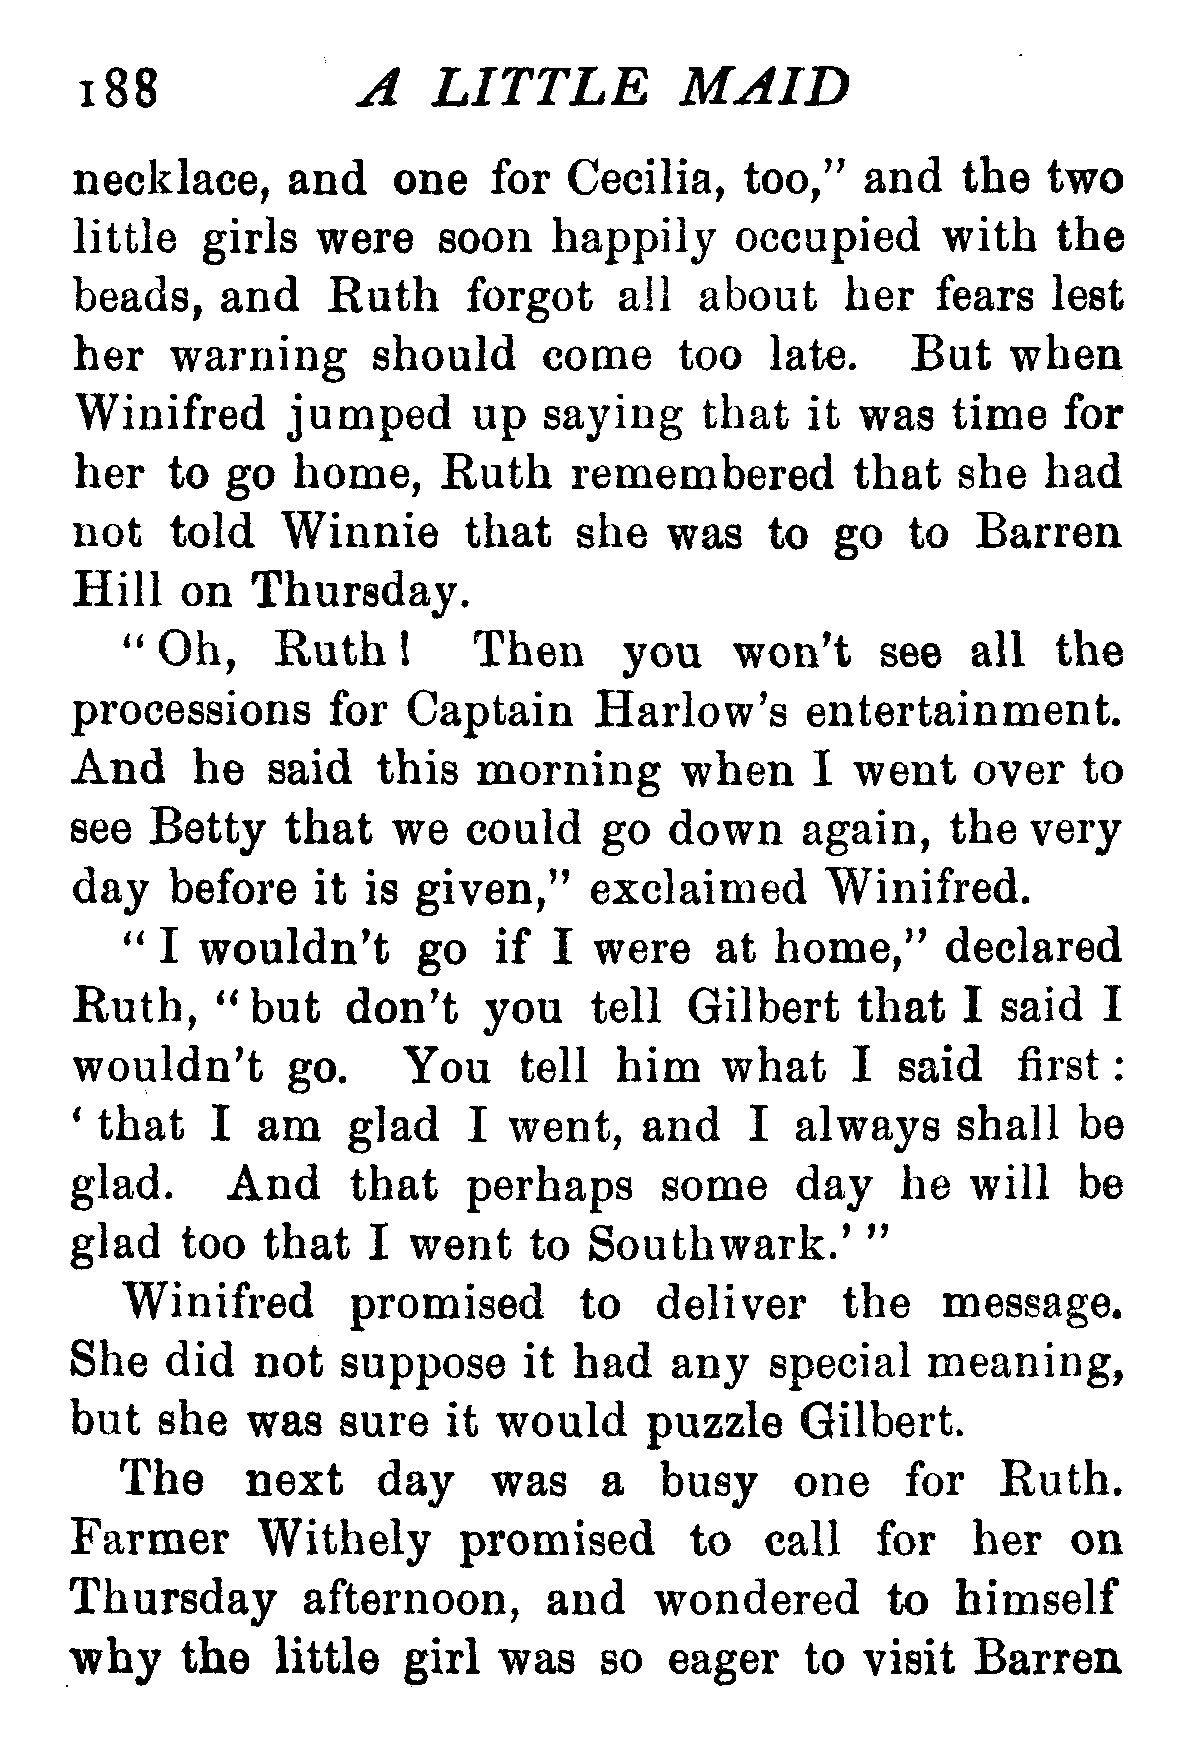 188 A LITTLE MAID
necklace, and one for Cecilia, too,” and the two
little girls were soon happily occupied with the
beads, and Ruth forgot all about her fears lest
her warning should come too late. But when
Winifred jumped up saying that it was time for
her to go home, Ruth remembered that she had
not told Winnie that she was to go to Barren
Hill on Thursday.
“ Oh, Ruth ! Then you won’t see all the
processions for Captain Harlow’s entertainment.
And he said this morning when I went over to
see Betty that we could go down again, the very
day before it is given,” exclaimed Winifred.
“ I wouldn’t go if I were at home,” declared
Ruth, “ but don’t you tell Gilbert that I said I
wouldn’t go. You tell him what I said first :
‘ that I am glad I went, and I always shall be
glad. And that perhaps some day he will be
glad too that I went to Southwark.’ ”
Winifred promised to deliver the message.
She did not suppose it had any special meaning,
but she was sure it would puzzle Gilbert.
The next day was a busy one for Ruth.
Farmer Withely promised to call for her on
Thursday afternoon, and wondered to himself
why the little girl was so eager to visit Barren